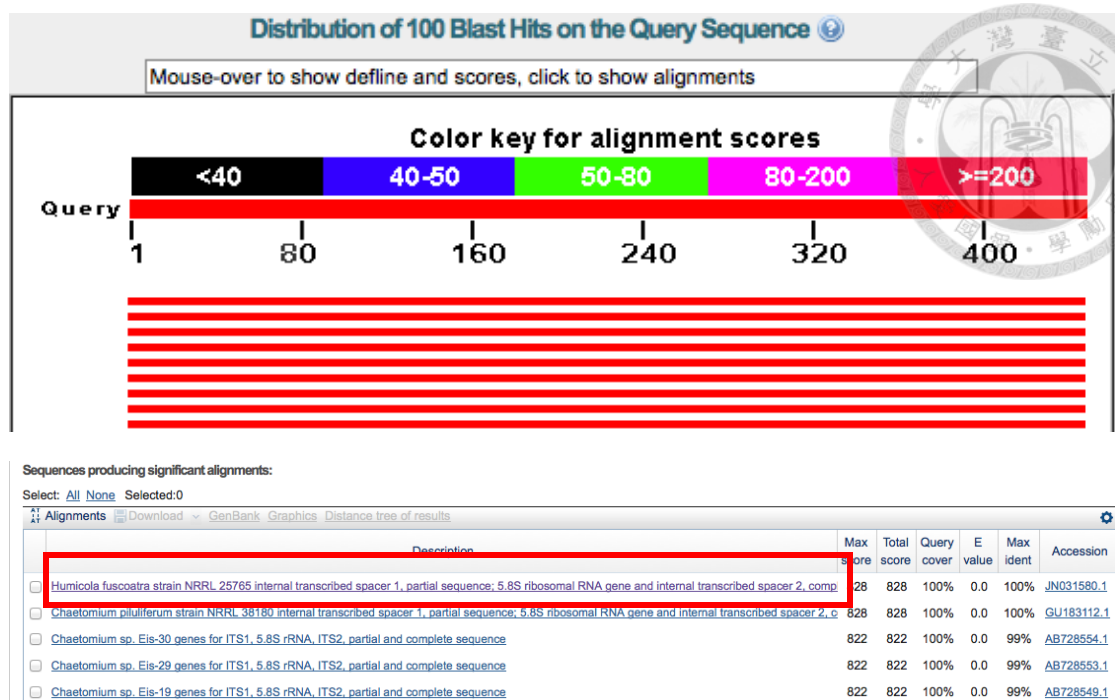 Distribution of 100 Blast Hits on the Query Sequence
Mouse-over to show defline and scores, click to show alignments
Color key for alignment scores
<40 40-50 50-80 80-200 >=200
Query
1 80 160 240 320 400
Sequences producing significant alignments:
Select: All None Selected:0
Alignments Download GenBank Graphics Distance tree of results
Description Max score Total score Query cover E value Max ident Accession
Humicola fuscoatra strain NRRL 25765 internal transcribed spacer 1, partial sequence; 5.8S ribosomal RNA gene and internal transcribed spacer 2, comp 828 828 100% 0.0 100% JN031580.1
Chaetomium piluliferum strain NRRL 38180 internal transcribed spacer 1, partial sequence; 5.8S ribosomal RNA gene and internal transcribed spacer 2, c 828 828 100% 0.0 100% GU183112.1
Chaetomium sp. Eis-30 genes for ITS1, 5.8S rRNA, ITS2, partial and complete sequence 822 822 100% 0.0 99% AB728554.1
Chaetomium sp. Eis-29 genes for ITS1, 5.8S rRNA, ITS2, partial and complete sequence 822 822 100% 0.0 99% AB728553.1
Chaetomium sp. Eis-19 genes for ITS1, 5.8S rRNA, ITS2, partial and complete sequence 822 822 100% 0.0 99% AB728549.1
大灣臺立
學 國 學 勵